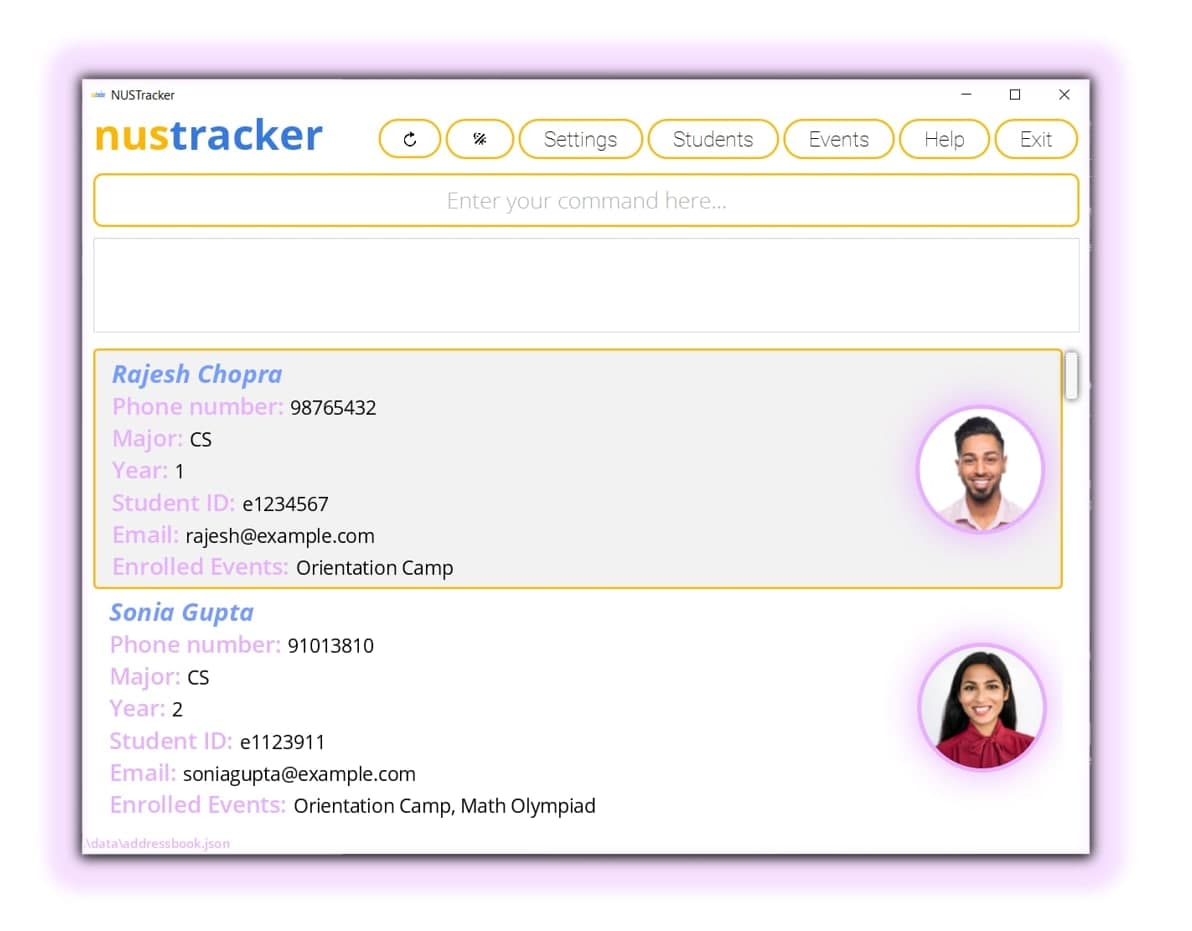 NUSTracker
nustracker
Settings Students Events Help Exit
Enter your command here...
Rajesh Chopra
Phone number: 98765432
Major: CS
Year: 1
Student ID: e1234567
Email: rajesh@example.com
Enrolled Events: Orientation Camp
Sonia Gupta
Phone number: 91013810
Major: CS
Year: 2
Student ID: e1123911
Email: soniagupta@example.com
Enrolled Events: Orientation Camp, Math Olympiad
.\data\addressbook.json